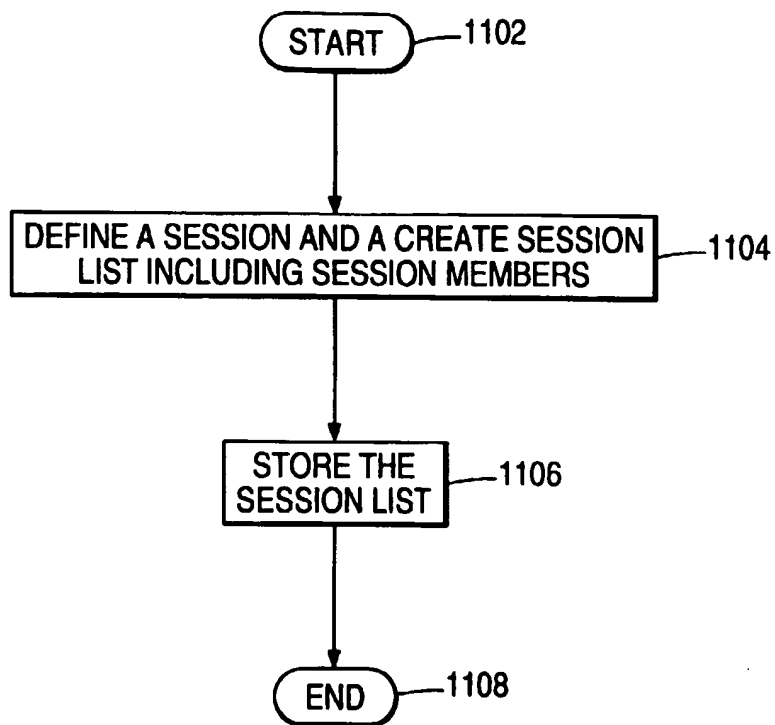 START
1102
DEFINE A SESSION AND A CREATE SESSION
LIST INCLUDING SESSION MEMBERS
1104
STORE THE
SESSION LIST
1106
END
1108